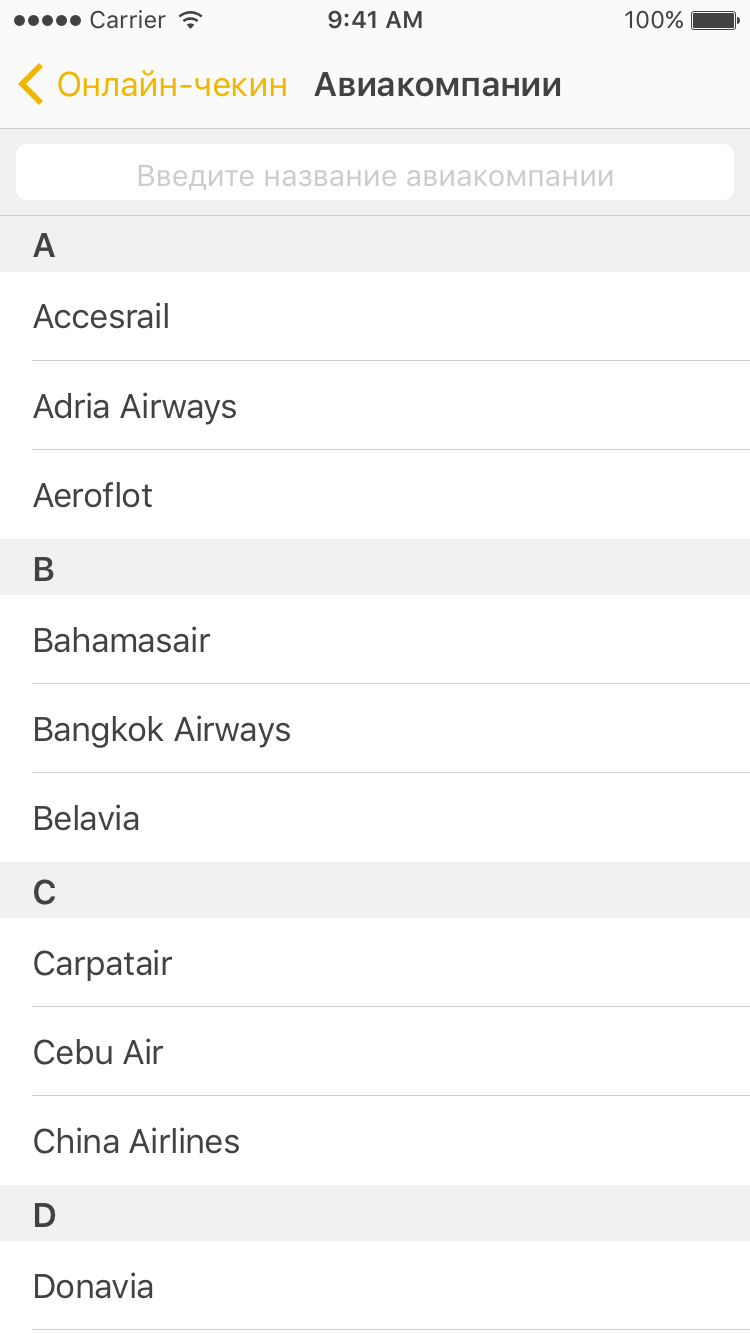 Carrier 9:41 AM 100%
Онлайн-чекин Авиакомпании
Введите название авиакомпании
A
Accesrail
Adria Airways
Aeroflot
B
Bahamasair
Bangkok Airways
Belavia
C
Carpatair
Cebu Air
China Airlines
D
Donavia